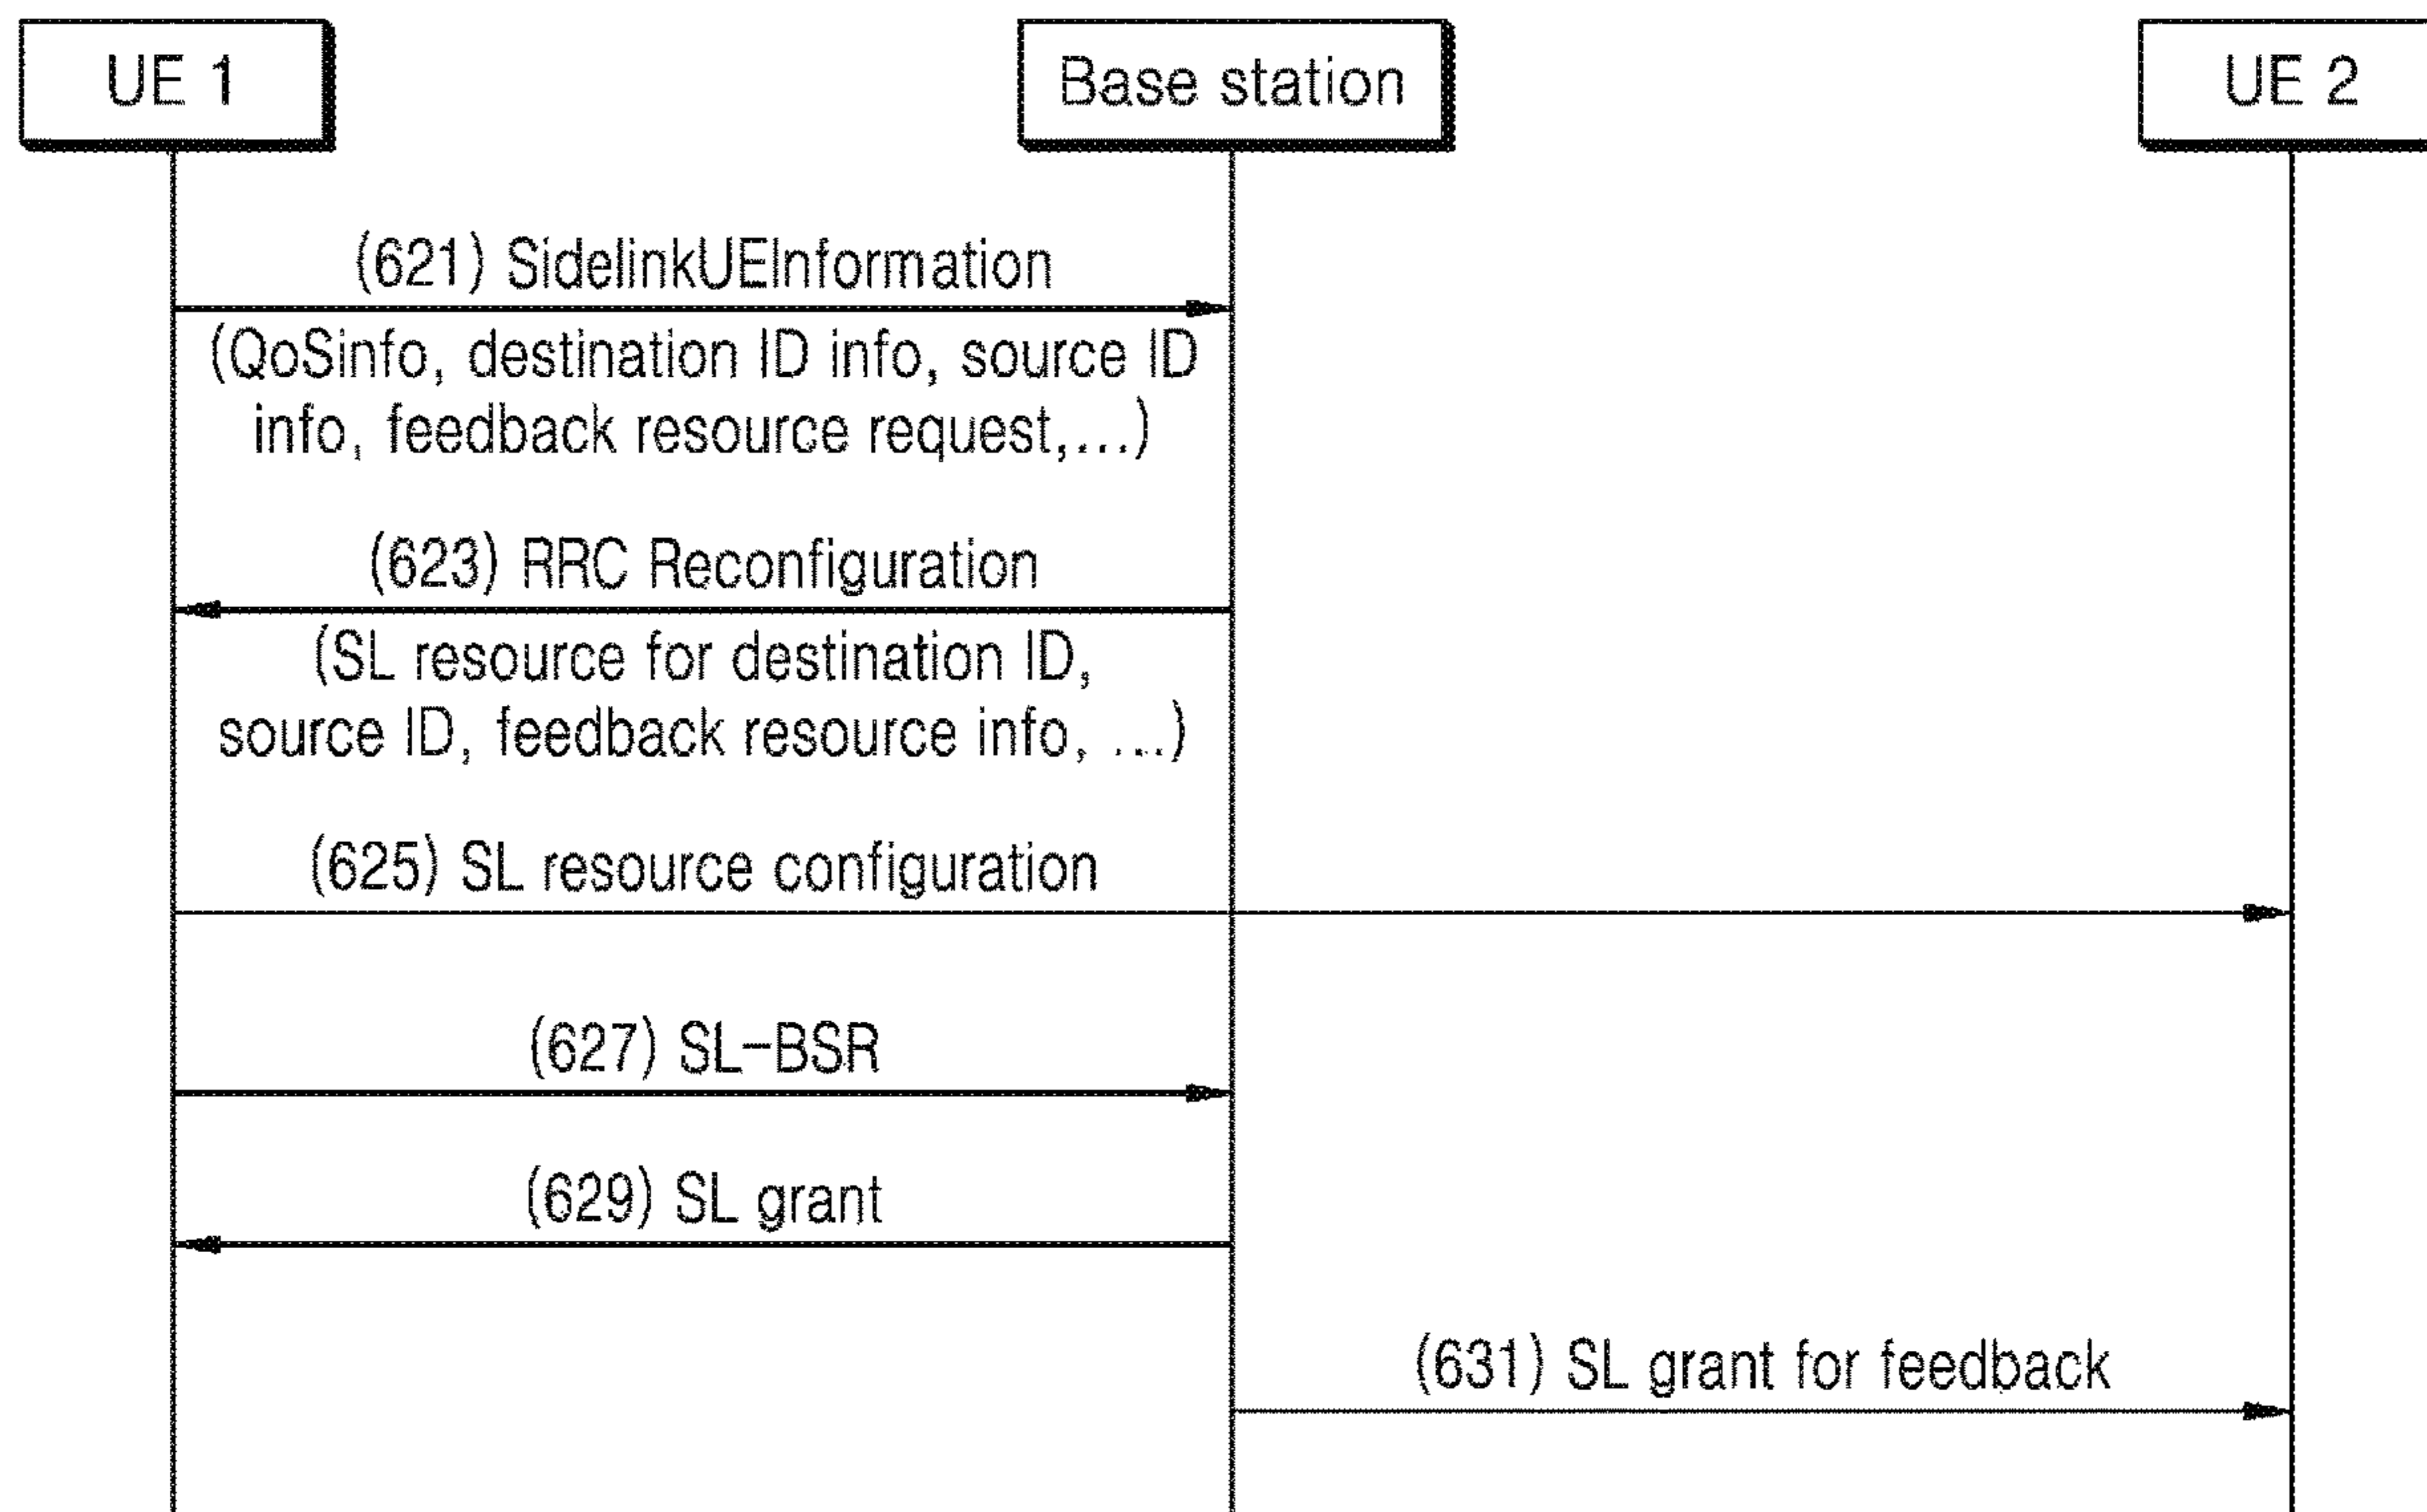 UE 1
Base station
UE 2
(621) SidelinkUEInformation
(QoSinfo, destination ID info, source ID
info, feedback resource request,...)
(623) RRC Reconfiguration
(SL resource for destination ID,
source ID, feedback resource info, ...)
(625) SL resource configuration
(627) SL-BSR
(629) SL grant
(631) SL grant for feedback